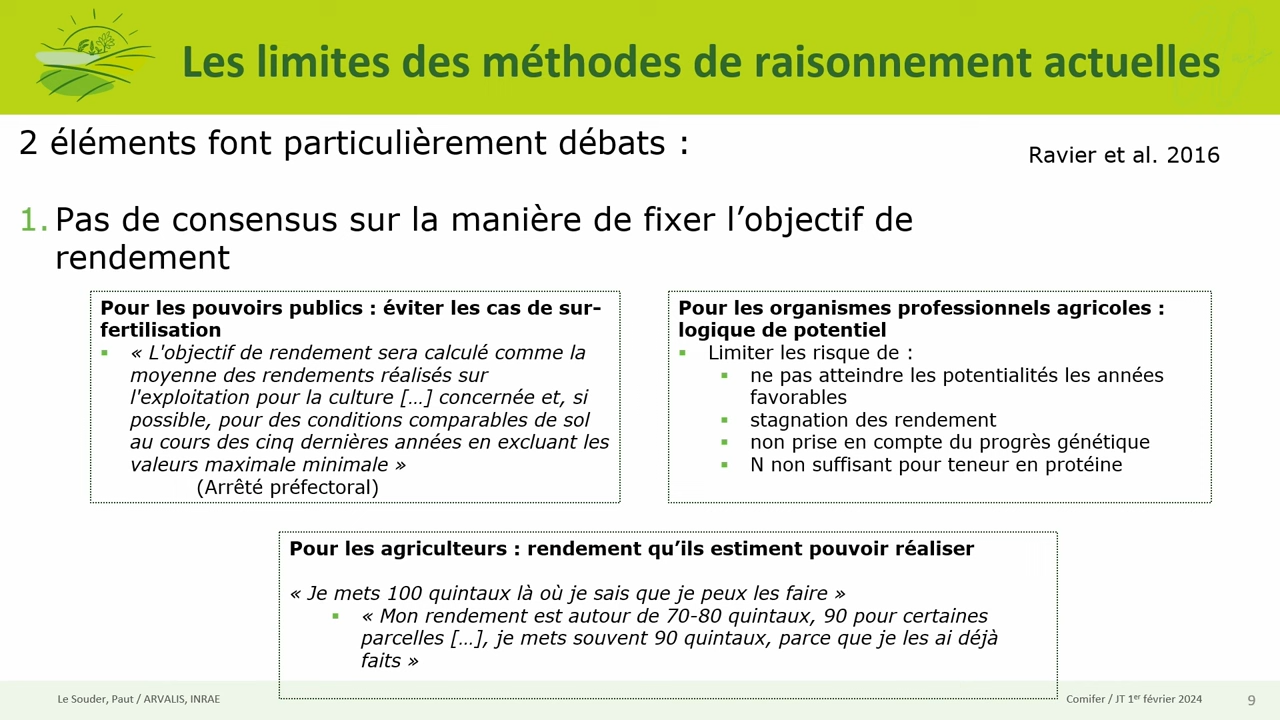 Les limites des méthodes de raisonnement actuelles
2 éléments font particulièrement débats :
Ravier et al. 2016
1. Pas de consensus sur la manière de fixer l’objectif de
rendement
Pour les pouvoirs publics : éviter les cas de sur-
fertilisation
▪ « L'objectif de rendement sera calculé comme la
moyenne des rendements réalisés sur
l'exploitation pour la culture […] concernée et, si
possible, pour des conditions comparables de sol
au cours des cinq dernières années en excluant les
valeurs maximale minimale »
(Arrêté préfectoral)
Pour les organismes professionnels agricoles :
logique de potentiel
▪ Limiter les risque de :
▪ ne pas atteindre les potentialités les années
favorables
▪ stagnation des rendement
▪ non prise en compte du progrès génétique
▪ N non suffisant pour teneur en protéine
Pour les agriculteurs : rendement qu’ils estiment pouvoir réaliser
« Je mets 100 quintaux là où je sais que je peux les faire »
▪ « Mon rendement est autour de 70-80 quintaux, 90 pour certaines
parcelles […], je mets souvent 90 quintaux, parce que je les ai déjà
faits »
Le Souder, Paut / ARVALIS, INRAE
Comifer / JT 1er février 2024
9